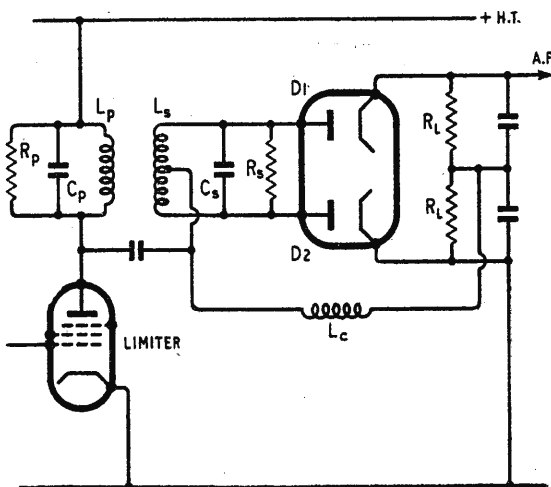 + H.T.
A.F
D1
Lp
Ls
Rp
Cp
Cs
Rs
RL
RL
D2
LIMITER
Lc